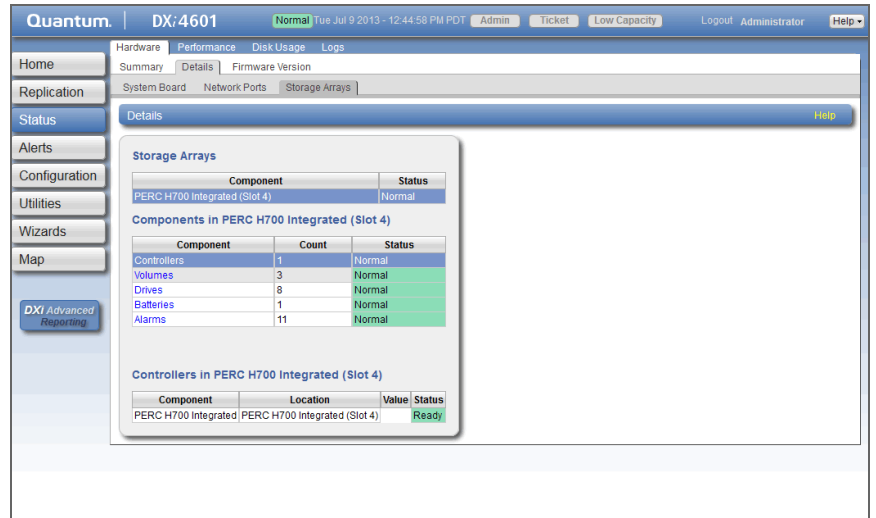 Quantum. DXi4601 Normal Tue Jul 9 2013 - 12:44:58 PM PDT Admin Ticket Low Capacity Logout Administrator Help
Hardware Performance Disk Usage Logs
Home
Summary Details Firmware Version
Replication
System Board Network Ports Storage Arrays
Status
Details Help
Alerts
Configuration
Utilities
Wizards
Map
DXi Advanced
Reporting
Storage Arrays
Component Status
PERC H700 Integrated (Slot 4) Normal
Components in PERC H700 Integrated (Slot 4)
Component Count Status
Controllers 1 Normal
Volumes 3 Normal
Drives 8 Normal
Batteries 1 Normal
Alarms 11 Normal
Controllers in PERC H700 Integrated (Slot 4)
Component Location Value Status
PERC H700 Integrated PERC H700 Integrated (Slot 4) Ready